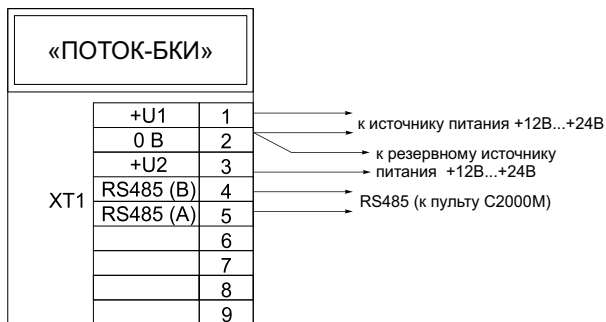 «ПОТОК-БКИ»
XT1
+U1 1
0 В 2
+U2 3
RS485 (B) 4
RS485 (A) 5
6
7
8
9
к источнику питания +12В...+24В
к резервному источнику
питания +12В...+24В
RS485 (к пульту С2000М)